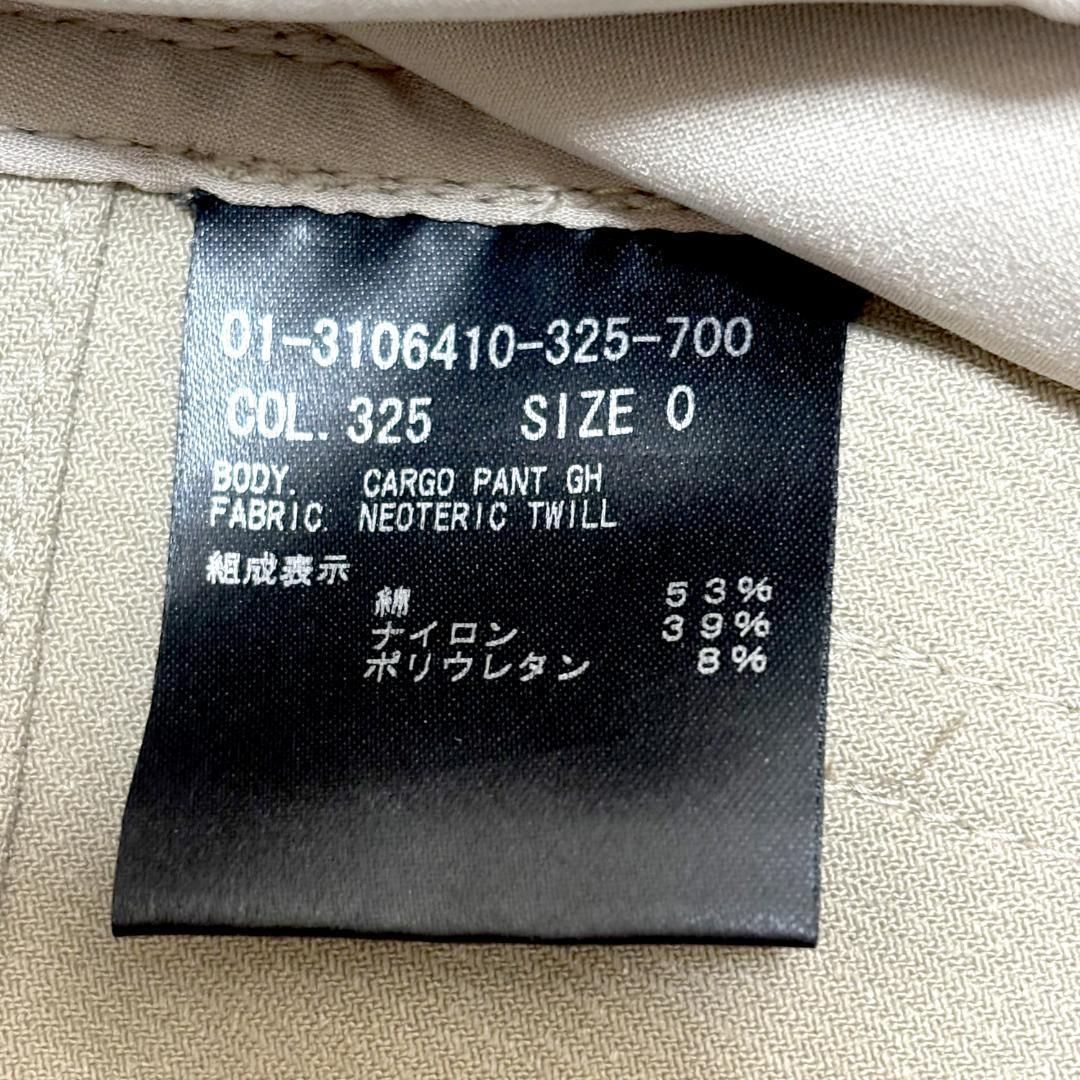 01-3106410-325-700
COL. 325 SIZE 0
BODY. CARGO PANT GH
FABRIC. NEOTERIC TWILL
組成表示
綿 53%
ナイロン 39%
ポリウレタン 8%